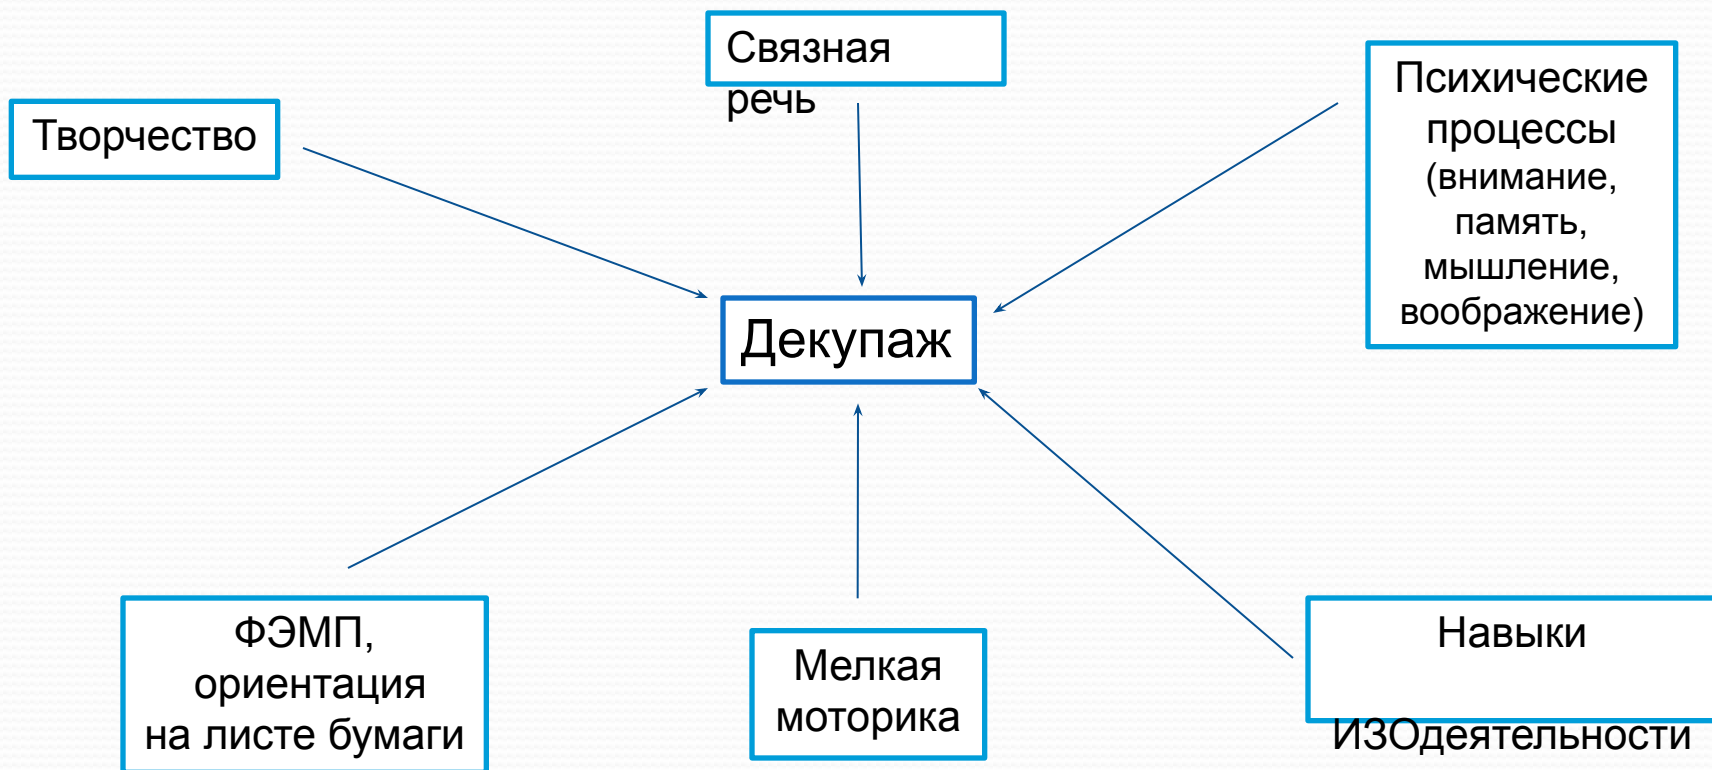 Связная
речь
Творчество
Психические
процессы
(внимание,
память,
мышление,
воображение)
Декупаж
ФЭМП,
ориентация
на листе бумаги
Мелкая
моторика
Навыки
ИЗОдеятельности